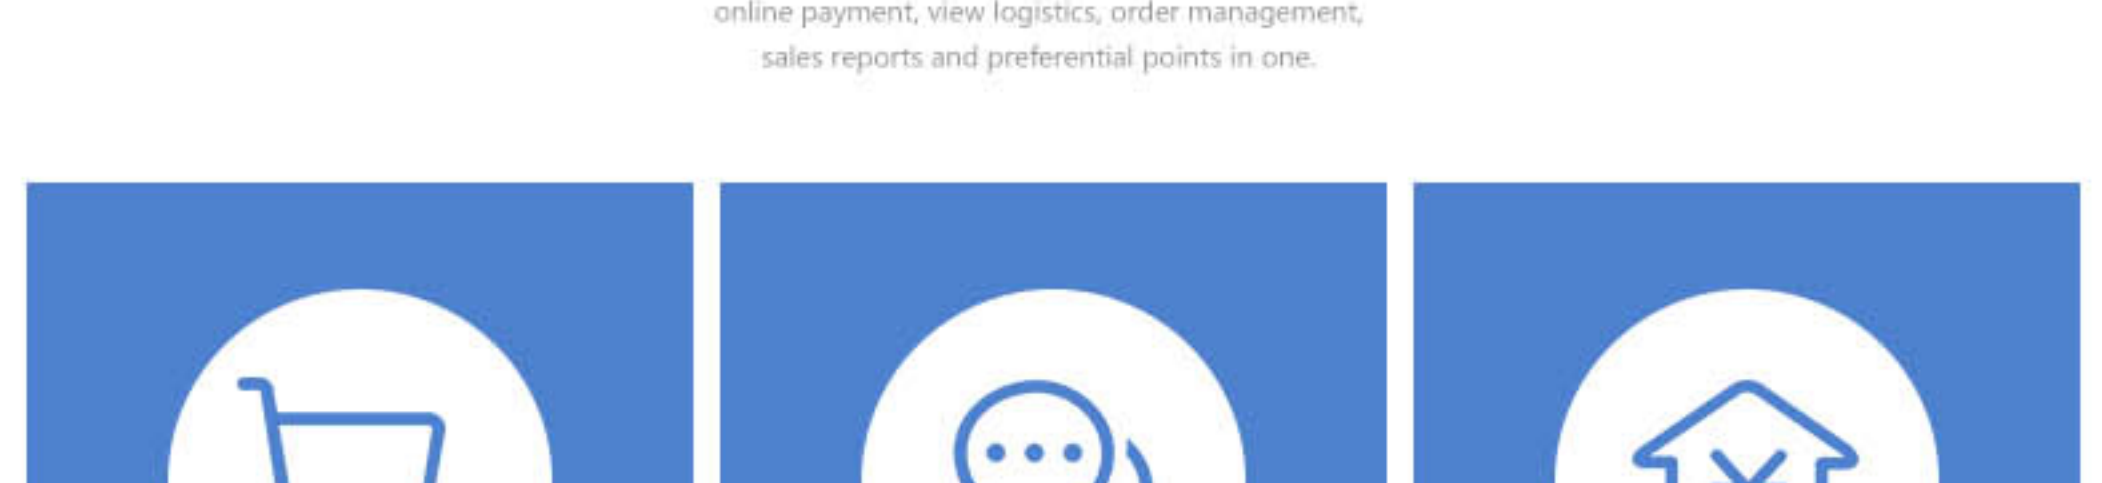 online payment, view logistics, order management,
sales reports and preferential points in one.